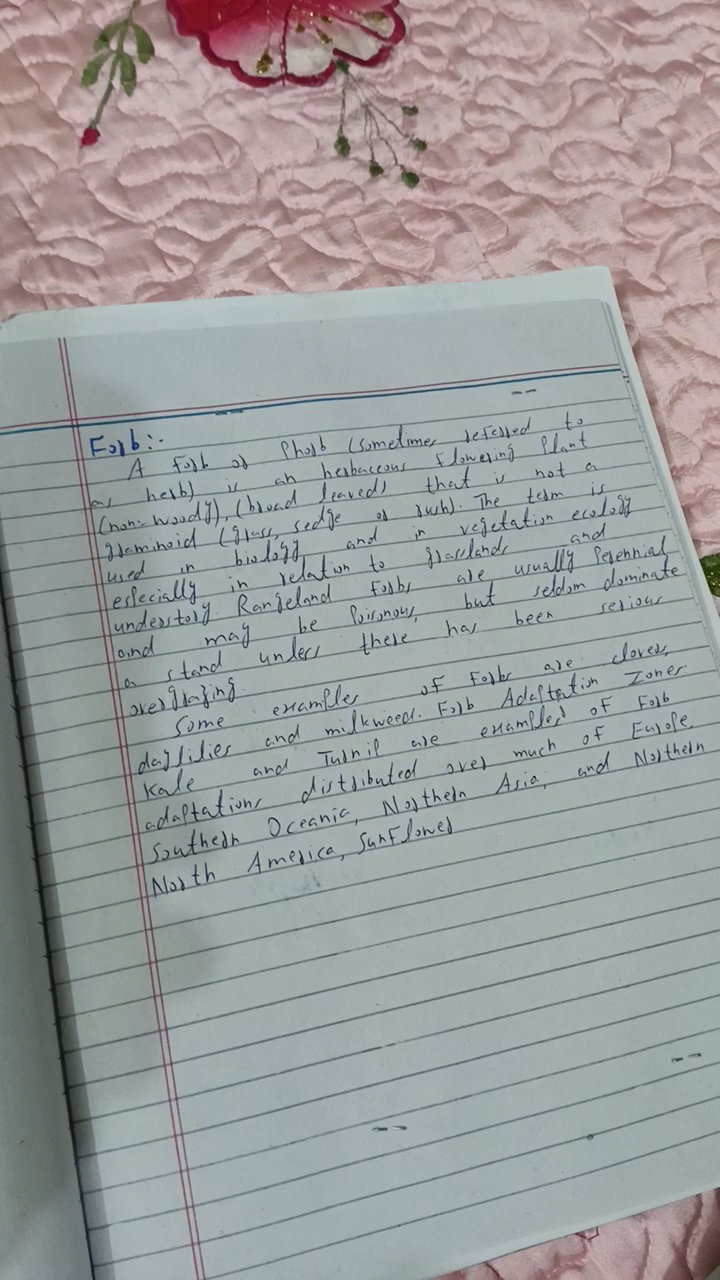 Forb:-
A Forb or Phorb (sometimes referred to
as herb) is an herbaceous Flowering Plant
(non-woody), (broad leaved) that is not a
graminoid (grass, sedge or rush). The term is
used in biology and in vegetation ecology
especially in relation to grasslands and
understory. Rangeland Forbs are usually Perennial
and may be Poisonous, but seldom dominate
a stand unless there has been serious
overgrazing.
Some examples of Forbs are clover,
daylilies and milkweed. Forb Adaptation Zones
Kale and Turnip are examples of Forb
adaptations distributed over much of Europe,
Southern Oceania, Northern Asia, and Northern
North America, SunFlower